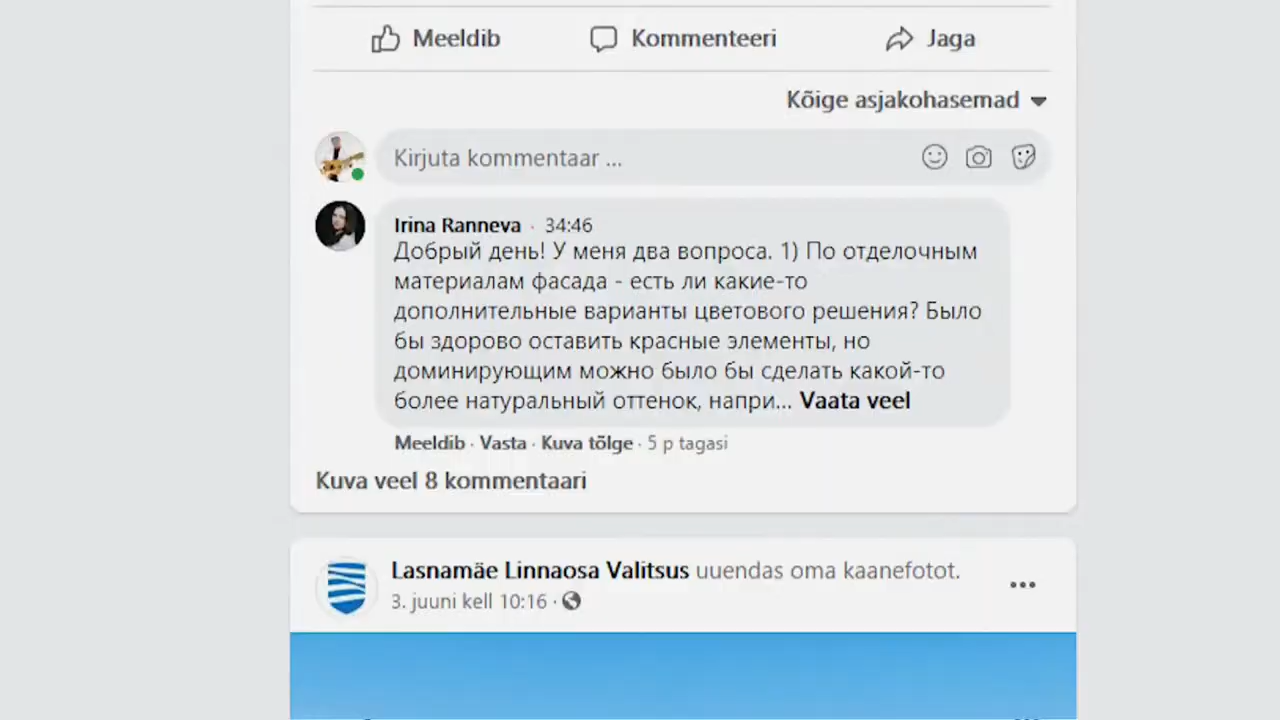 Meeldib Kommenteeri Jaga
Kõige asjakohasemad
Kirjuta kommentaar ...
Irina Ranneva · 34:46
Добрый день! У меня два вопроса. 1) По отделочным
материалам фасада - есть ли какие-то
дополнительные варианты цветового решения? Было
бы здорово оставить красные элементы, но
доминирующим можно было бы сделать какой-то
более натуральный оттенок, напри... Vaata veel
Meeldib · Vasta · Kuva tõlge · 5 p tagasi
Kuva veel 8 kommentaari
Lasnamäe Linnaosa Valitsus uuendas oma kaanefotot.
3. juuni kell 10:16 ·